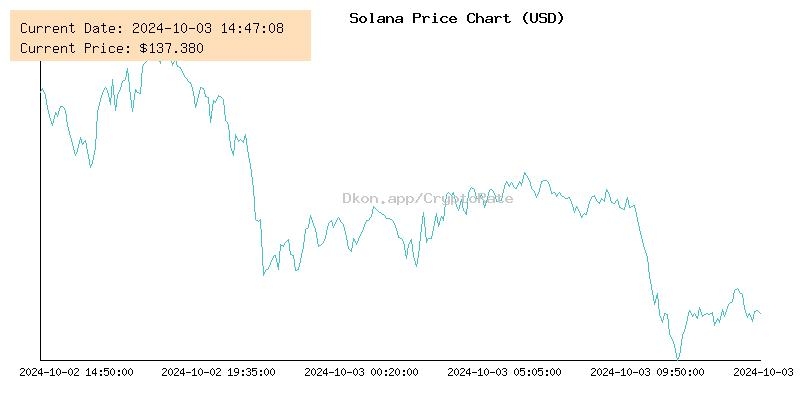 Solana Price Chart (USD)
Current Date: 2024-10-03 14:47:08
Current Price: $137.380
Dkon.app/CryptoRate
2024-10-02 14:50:00 2024-10-02 19:35:00 2024-10-03 00:20:00 2024-10-03 05:05:00 2024-10-03 09:50:00 2024-10-03